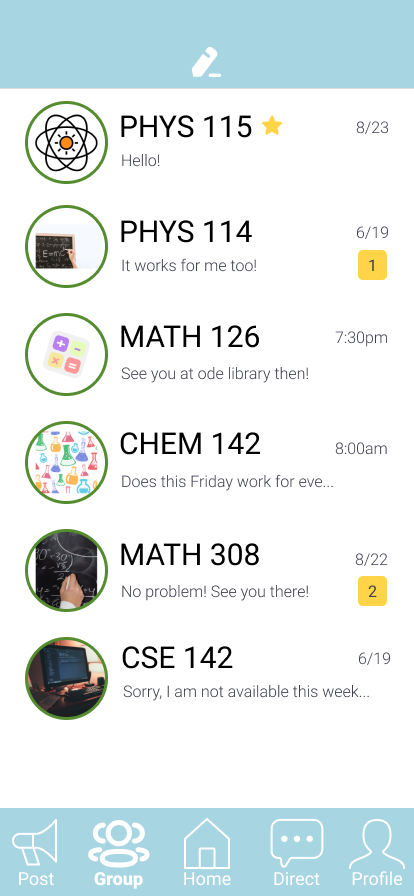 PHYS 115
8/23
Hello!
PHYS 114
6/19
It works for me too!
1
MATH 126
7:30pm
See you at ode library then!
CHEM 142
8:00am
Does this Friday work for eve...
MATH 308
8/22
No problem! See you there!
2
CSE 142
6/19
Sorry, I am not available this week...
Post
Group
Home
Direct
Profile